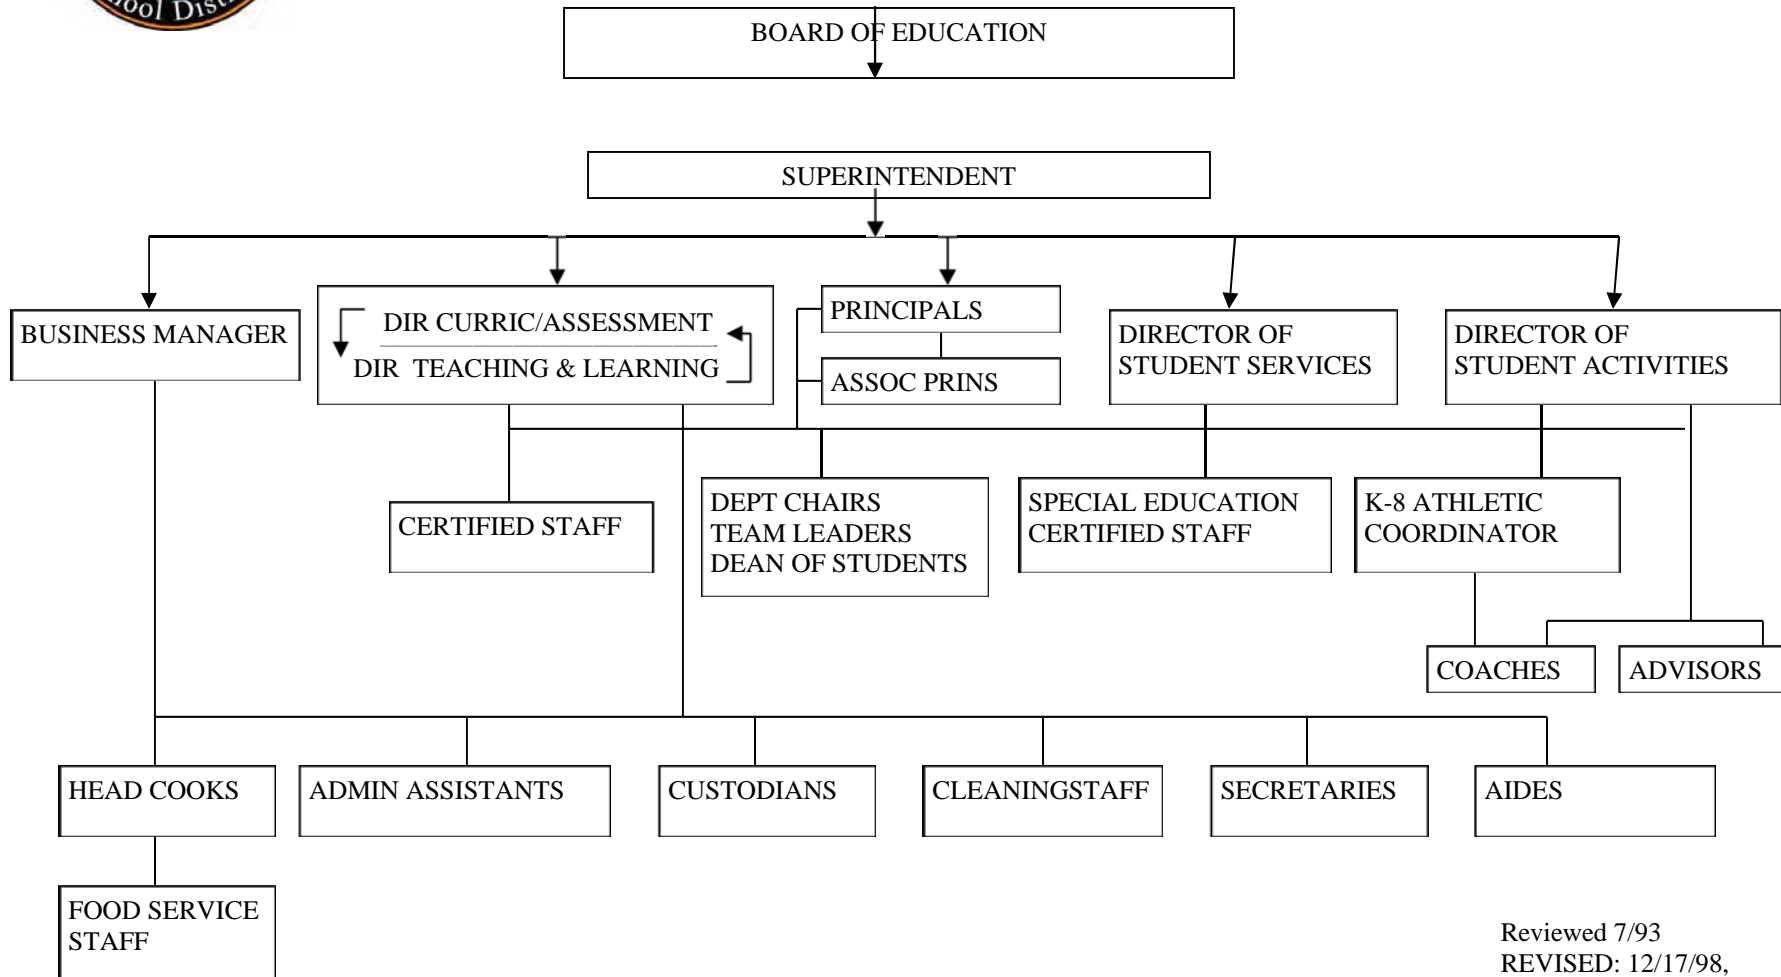 BOARD OF EDUCATION
SUPERINTENDENT
BUSINESS MANAGER
DIR CURRIC/ASSESSMENT
DIR TEACHING & LEARNING
PRINCIPALS
ASSOC PRINS
DIRECTOR OF
STUDENT SERVICES
DIRECTOR OF
STUDENT ACTIVITIES
CERTIFIED STAFF
DEPT CHAIRS
TEAM LEADERS
DEAN OF STUDENTS
SPECIAL EDUCATION
CERTIFIED STAFF
K-8 ATHLETIC
COORDINATOR
COACHES
ADVISORS
HEAD COOKS
ADMIN ASSISTANTS
CUSTODIANS
CLEANINGSTAFF
SECRETARIES
AIDES
FOOD SERVICE
STAFF
Reviewed 7/93
REVISED: 12/17/98,